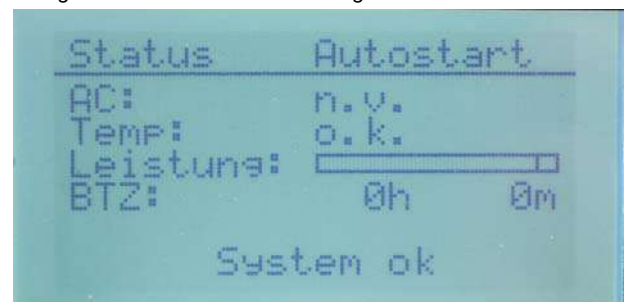 Status Autostart
AC: n.v.
Temp: o.k.
Leistung:
BTZ: 0h 0m
System ok